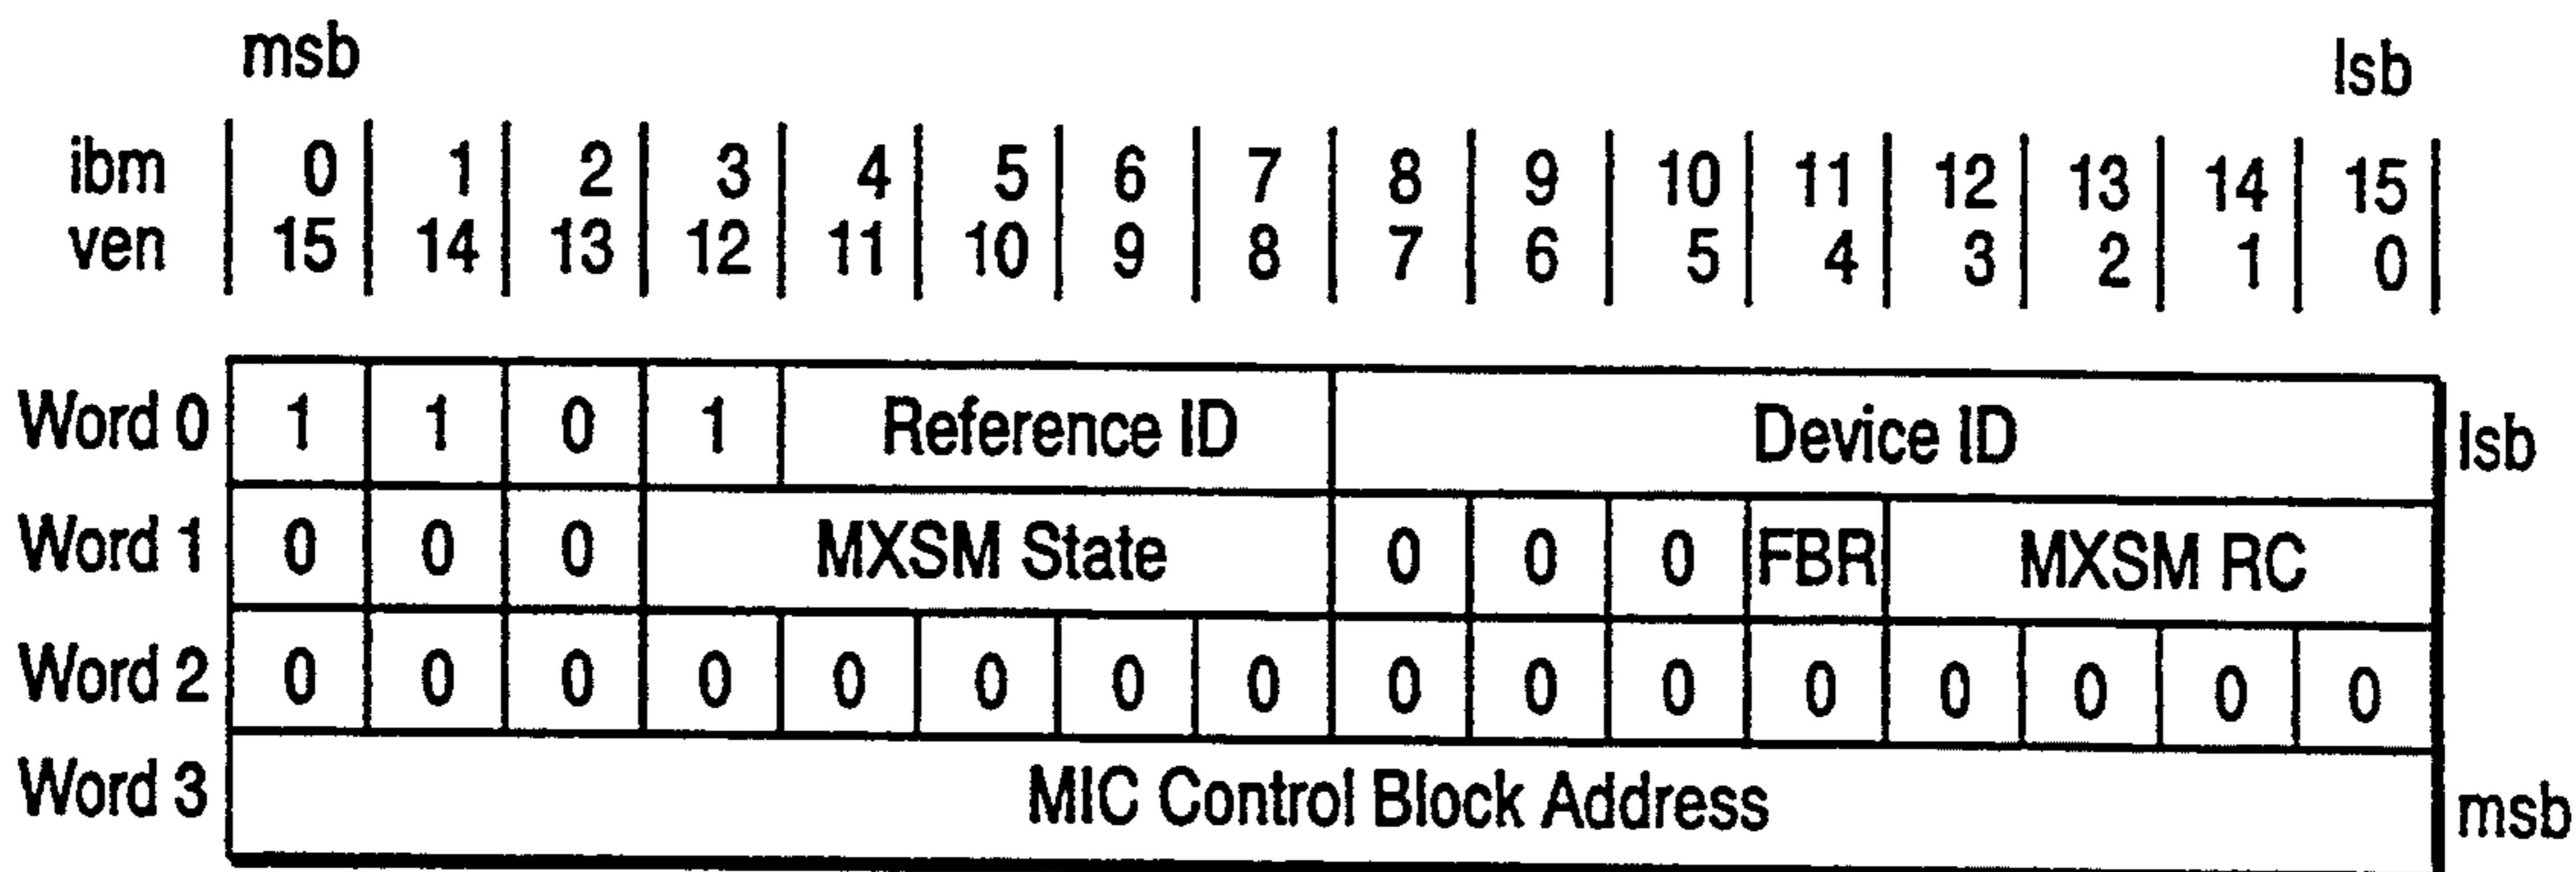 msb lsb
ibm 0 1 2 3 4 5 6 7 8 9 10 11 12 13 14 15
ven 15 14 13 12 11 10 9 8 7 6 5 4 3 2 1 0
Word 0 1 1 0 1 Reference ID Device ID lsb
Word 1 0 0 0 MXSM State 0 0 0 FBR MXSM RC
Word 2 0 0 0 0 0 0 0 0 0 0 0 0 0 0 0 0
Word 3 MIC Control Block Address msb